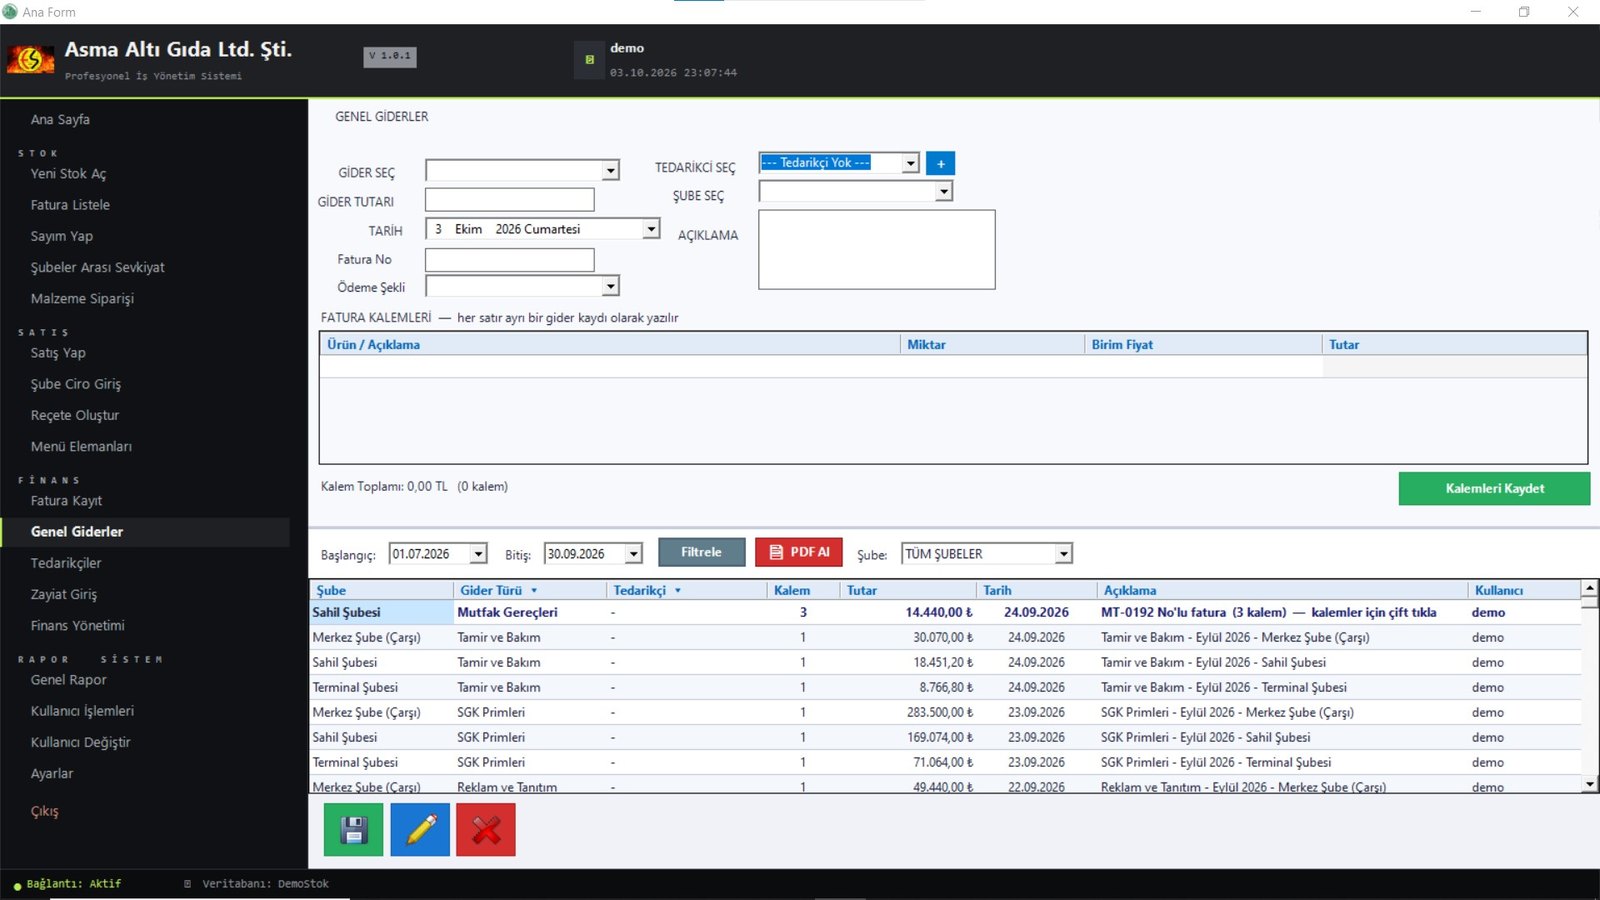 Ana Form
Asma Altı Gıda Ltd. Şti.
Profesyonel İş Yönetim Sistemi
V 1.0.1
demo
03.10.2026 23:07:44
Ana Sayfa
STOK
Yeni Stok Aç
Fatura Listele
Sayım Yap
Şubeler Arası Sevkiyat
Malzeme Siparişi
SATIŞ
Satış Yap
Şube Ciro Giriş
Reçete Oluştur
Menü Elemanları
FİNANS
Fatura Kayıt
Genel Giderler
Tedarikçiler
Zayiat Giriş
Finans Yönetimi
RAPOR SİSTEM
Genel Rapor
Kullanıcı İşlemleri
Kullanıcı Değiştir
Ayarlar
Çıkış
GENEL GİDERLER
GİDER SEÇ
GİDER TUTARI
TARİH 3 Ekim 2026 Cumartesi
Fatura No
Ödeme Şekli
TEDARİKCİ SEÇ --- Tedarikçi Yok --- +
ŞUBE SEÇ
AÇIKLAMA
FATURA KALEMLERİ — her satır ayrı bir gider kaydı olarak yazılır
Ürün / Açıklama Miktar Birim Fiyat Tutar
Kalem Toplamı: 0,00 TL (0 kalem)
Kalemleri Kaydet
Başlangıç: 01.07.2026 Bitiş: 30.09.2026 Filtrele PDF Al Şube: TÜM ŞUBELER
Şube Gider Türü Tedarikçi Kalem Tutar Tarih Açıklama Kullanıcı
Sahil Şubesi Mutfak Gereçleri - 3 14.440,00 ₺ 24.09.2026 MT-0192 No'lu fatura (3 kalem) — kalemler için çift tıkla demo
Merkez Şube (Çarşı) Tamir ve Bakım - 1 30.070,00 ₺ 24.09.2026 Tamir ve Bakım - Eylül 2026 - Merkez Şube (Çarşı) demo
Sahil Şubesi Tamir ve Bakım - 1 18.451,20 ₺ 24.09.2026 Tamir ve Bakım - Eylül 2026 - Sahil Şubesi demo
Terminal Şubesi Tamir ve Bakım - 1 8.766,80 ₺ 24.09.2026 Tamir ve Bakım - Eylül 2026 - Terminal Şubesi demo
Merkez Şube (Çarşı) SGK Primleri - 1 283.500,00 ₺ 23.09.2026 SGK Primleri - Eylül 2026 - Merkez Şube (Çarşı) demo
Sahil Şubesi SGK Primleri - 1 169.074,00 ₺ 23.09.2026 SGK Primleri - Eylül 2026 - Sahil Şubesi demo
Terminal Şubesi SGK Primleri - 1 71.064,00 ₺ 23.09.2026 SGK Primleri - Eylül 2026 - Terminal Şubesi demo
Merkez Şube (Çarşı) Reklam ve Tanıtım - 1 49.440,00 ₺ 22.09.2026 Reklam ve Tanıtım - Eylül 2026 - Merkez Şube (Çarşı) demo
Bağlantı: Aktif
Veritabanı: DemoStok